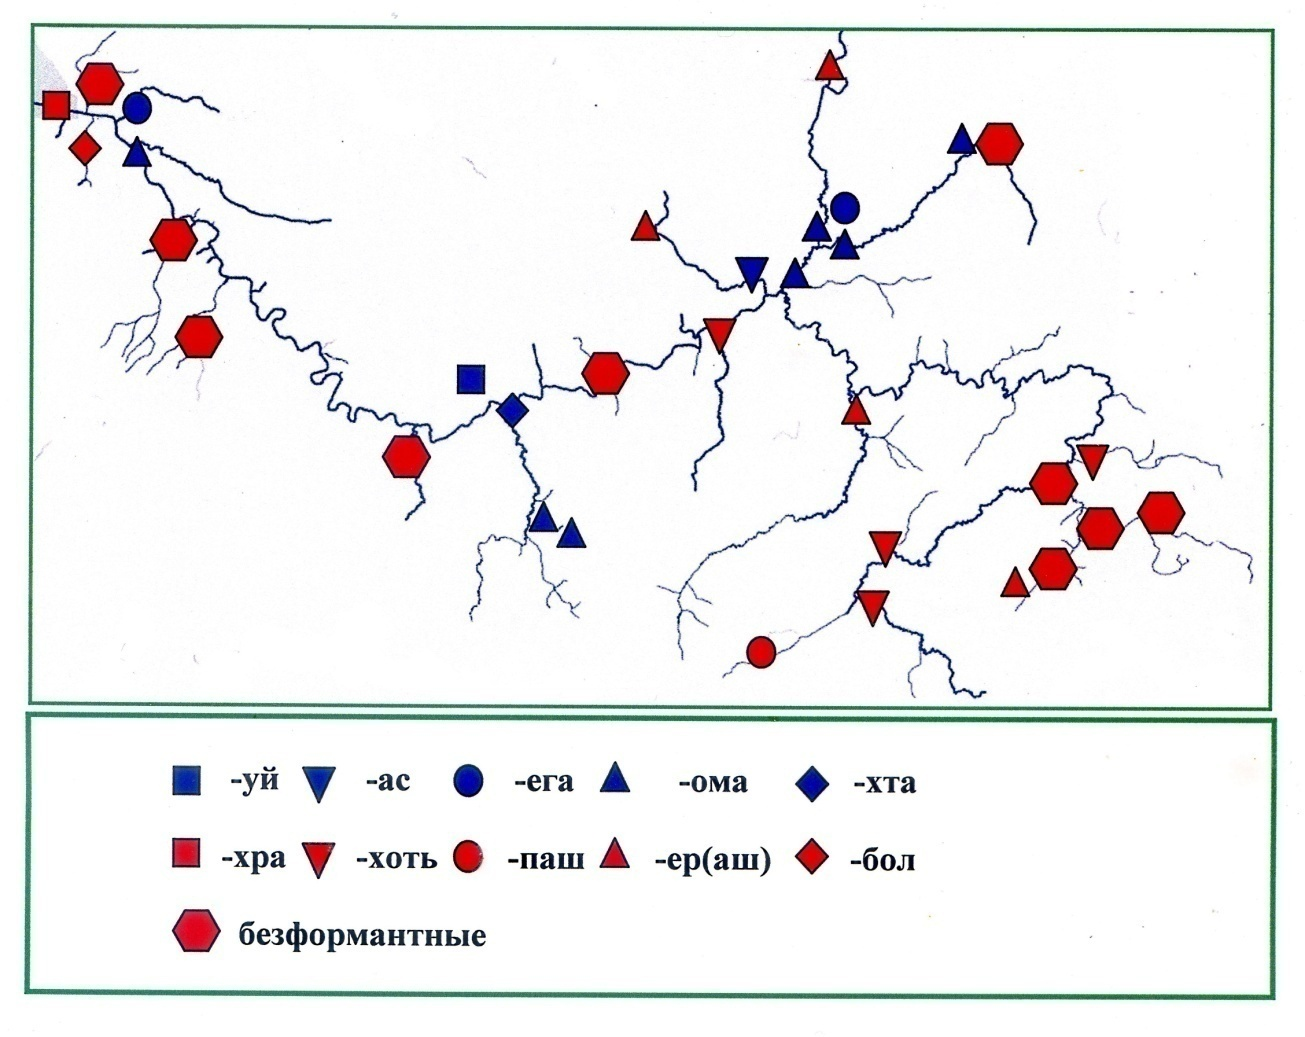 -уй -ас -ега -ома -хта
-хра -хоть -паш -ер(аш) -бол
безформантные